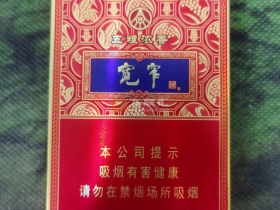 五粮浓香
宽窄
本公司提示
吸烟有害健康
请勿在禁烟场所吸烟